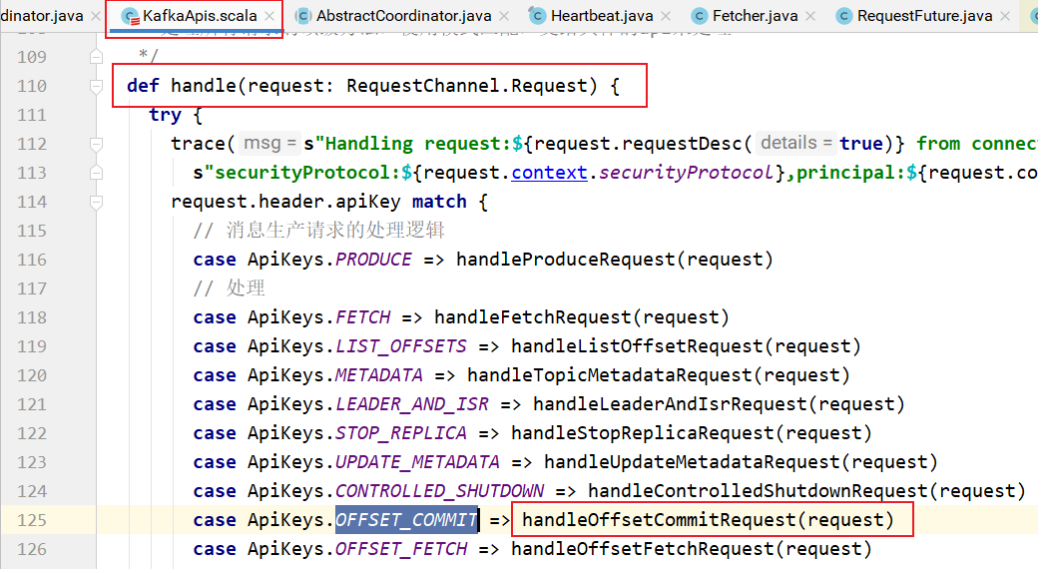 dinator.java × KafkaApis.scala × AbstractCoordinator.java × Heartbeat.java × Fetcher.java × RequestFuture.java ×
109 */
110 def handle(request: RequestChannel.Request) {
111 try {
112 trace( msg = s"Handling request:${request.requestDesc( details = true)} from connec
113 s"securityProtocol:${request.context.securityProtocol},principal:${request.co
114 request.header.apiKey match {
115 // 消息生产请求的处理逻辑
116 case ApiKeys.PRODUCE => handleProduceRequest(request)
117 // 处理
118 case ApiKeys.FETCH => handleFetchRequest(request)
119 case ApiKeys.LIST_OFFSETS => handleListOffsetRequest(request)
120 case ApiKeys.METADATA => handleTopicMetadataRequest(request)
121 case ApiKeys.LEADER_AND_ISR => handleLeaderAndIsrRequest(request)
122 case ApiKeys.STOP_REPLICA => handleStopReplicaRequest(request)
123 case ApiKeys.UPDATE_METADATA => handleUpdateMetadataRequest(request)
124 case ApiKeys.CONTROLLED_SHUTDOWN => handleControlledShutdownRequest(request)
125 case ApiKeys.OFFSET_COMMIT => handleOffsetCommitRequest(request)
126 case ApiKeys.OFFSET_FETCH => handleOffsetFetchRequest(request)